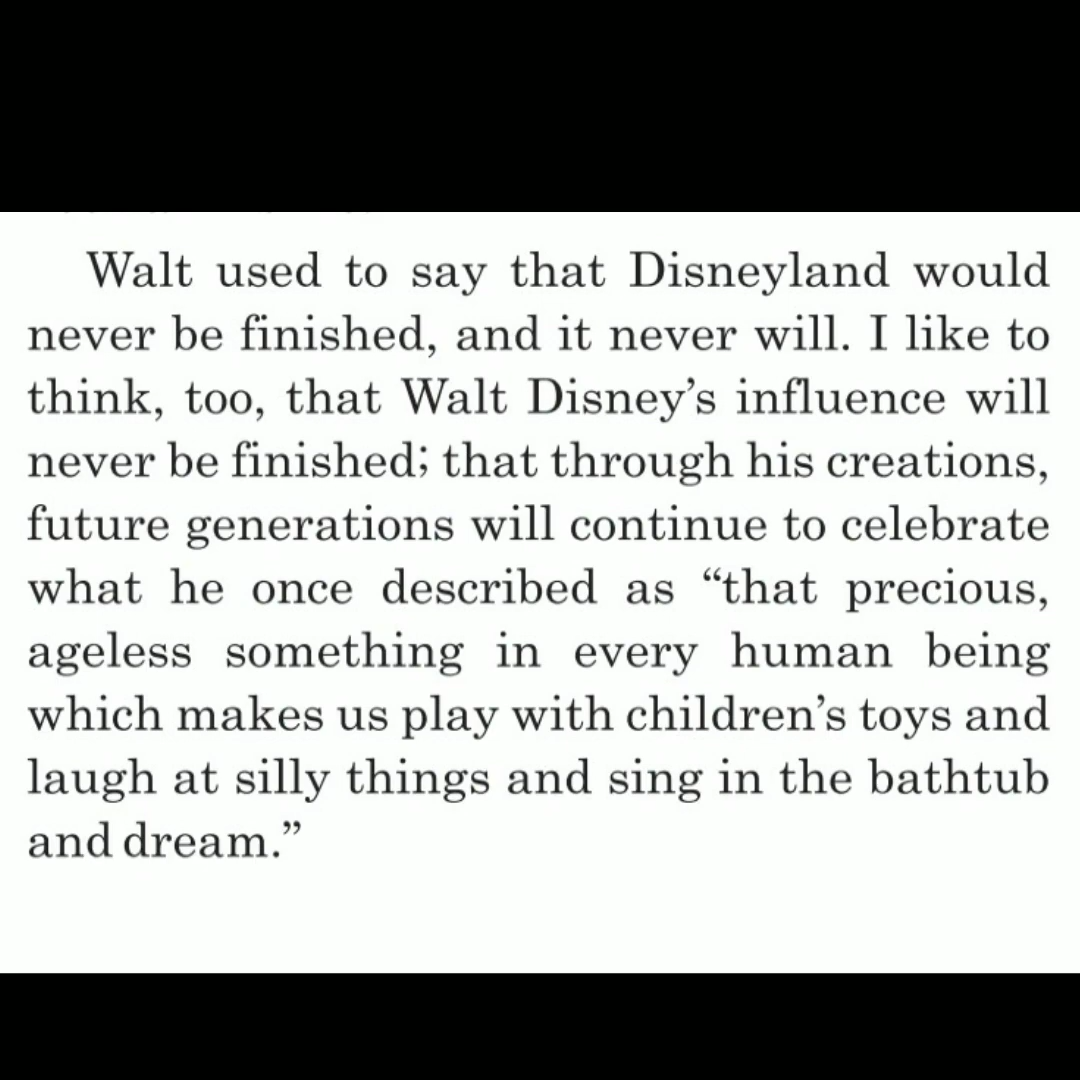 Walt used to say that Disneyland would
never be finished, and it never will. I like to
think, too, that Walt Disney’s influence will
never be finished; that through his creations,
future generations will continue to celebrate
what he once described as “that precious,
ageless something in every human being
which makes us play with children’s toys and
laugh at silly things and sing in the bathtub
and dream.”